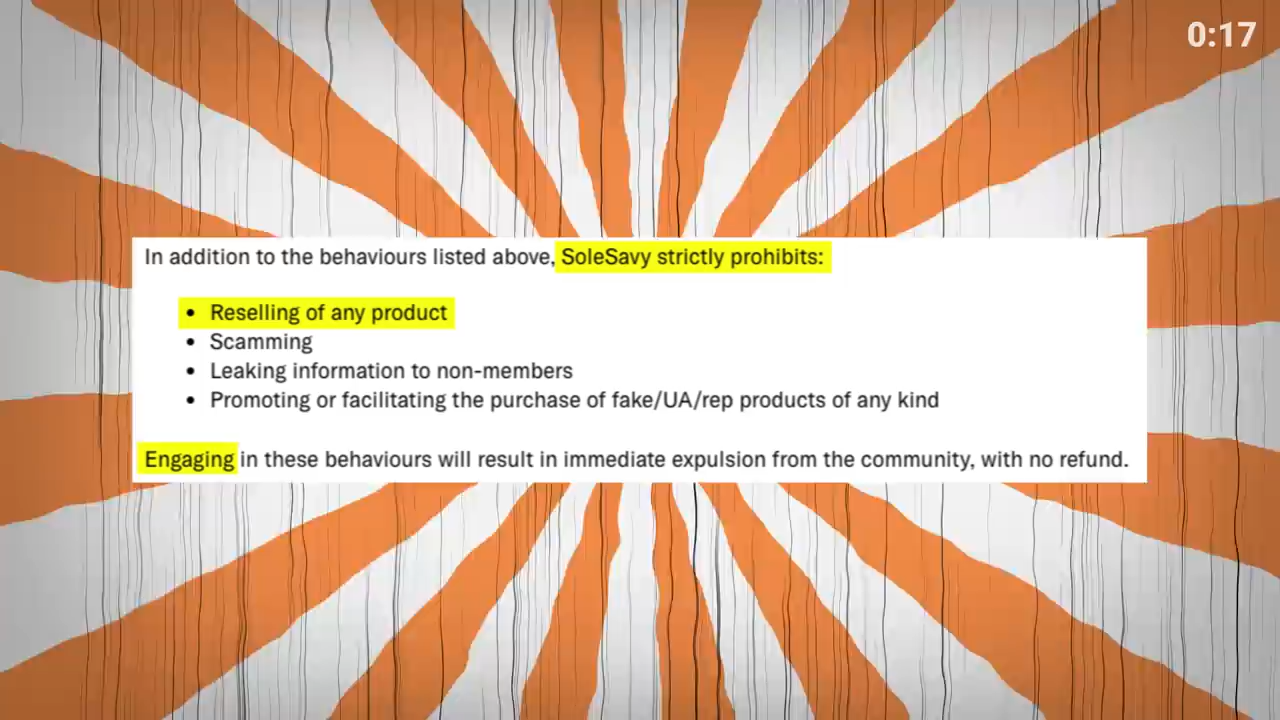 0:17
In addition to the behaviours listed above, SoleSavy strictly prohibits:
• Reselling of any product
• Scamming
• Leaking information to non-members
• Promoting or facilitating the purchase of fake/UA/rep products of any kind
Engaging in these behaviours will result in immediate expulsion from the community, with no refund.